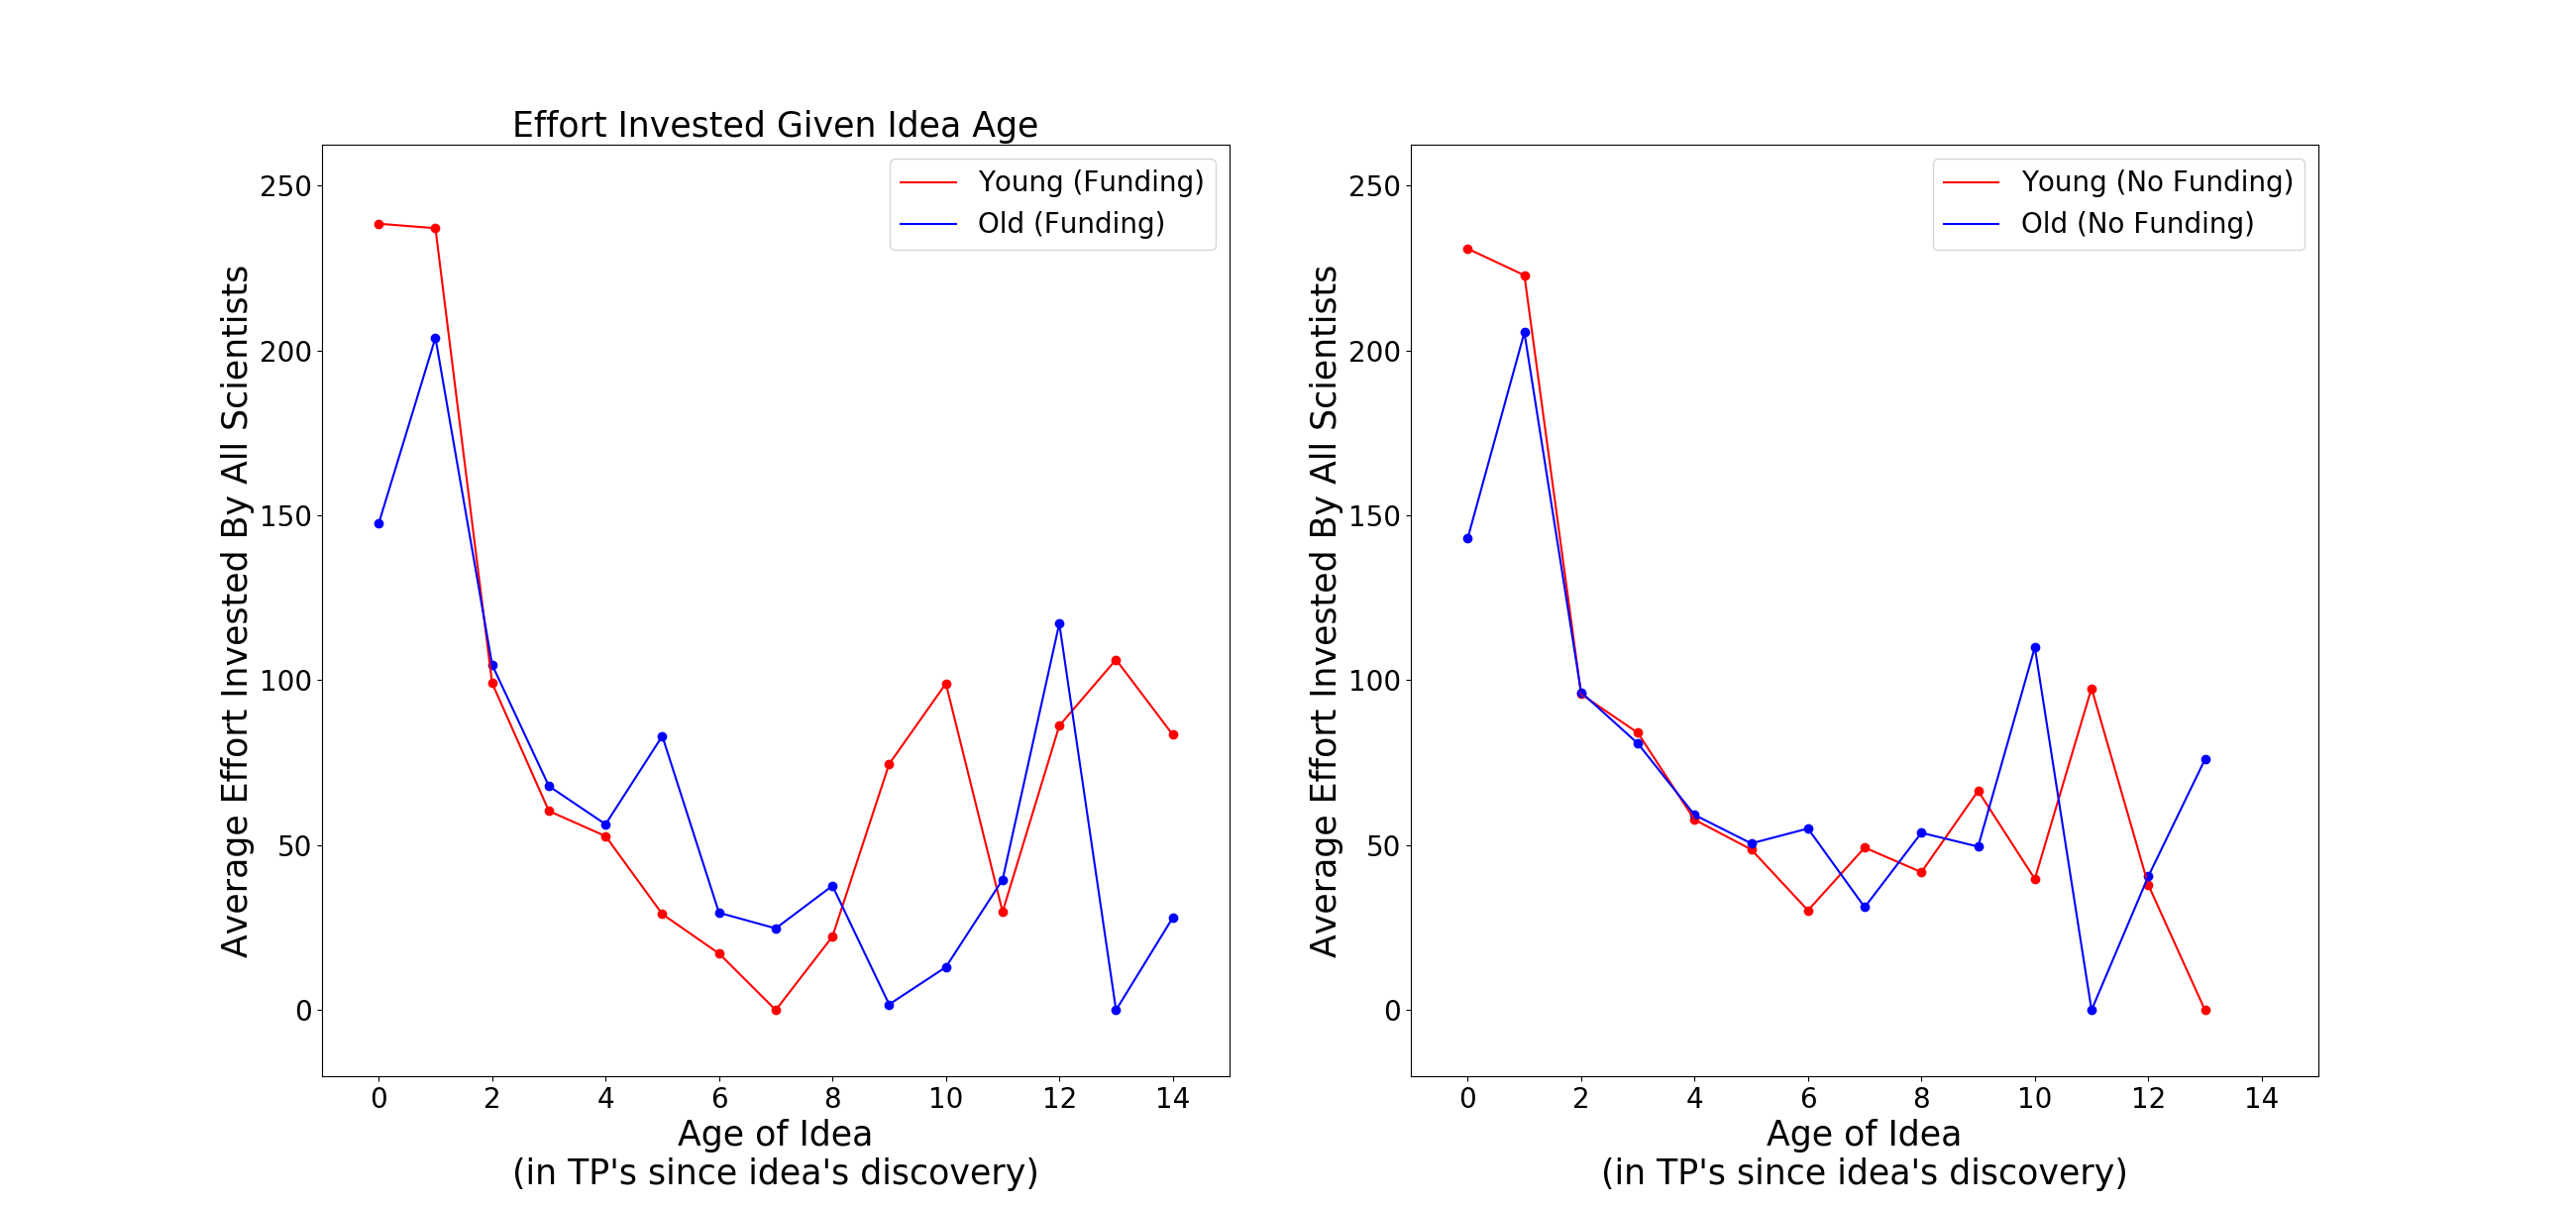 Effort Invested Given Idea Age
Average Effort Invested By All Scientists
250
200
150
100
50
0
Young (Funding)
Old (Funding)
0 2 4 6 8 10 12 14
Age of Idea
(in TP's since idea's discovery)
Average Effort Invested By All Scientists
250
200
150
100
50
0
Young (No Funding)
Old (No Funding)
0 2 4 6 8 10 12 14
Age of Idea
(in TP's since idea's discovery)